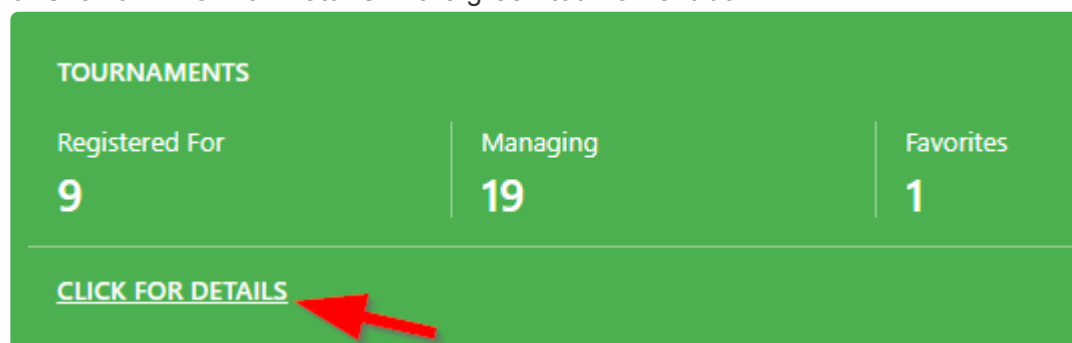 TOURNAMENTS
Registered For
Managing
Favorites
9
19
1
CLICK FOR DETAILS